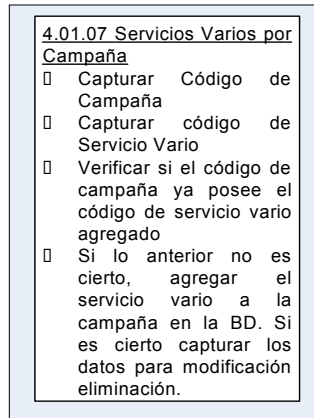 4.01.07 Servicios Varios por
Campaña
▯ Capturar Código de
Campaña
▯ Capturar código de
Servicio Vario
▯ Verificar si el código de
campaña ya posee el
código de servicio vario
agregado
▯ Si lo anterior no es
cierto, agregar el
servicio vario a la
campaña en la BD. Si
es cierto capturar los
datos para modificación
eliminación.